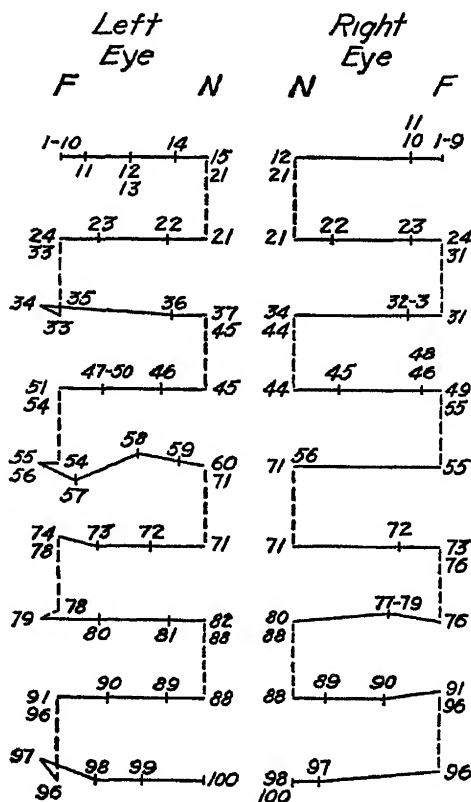 Left Eye Right Eye
F N N F
1-10 11 12 13 14 15 21 12 21 11 10 1-9
24 33 23 22 21 21 22 23 24 31
34 35 33 36 37 45 34 44 32-3 31
51 54 47-50 46 45 44 45 48 46 49 55
55 56 54 57 58 59 60 71 71 56 55
74 78 73 72 71 71 72 73 76
79 78 80 81 82 88 80 88 77-79 76
91 96 90 89 88 88 89 90 91 96
97 96 98 99 100 98 100 97 96